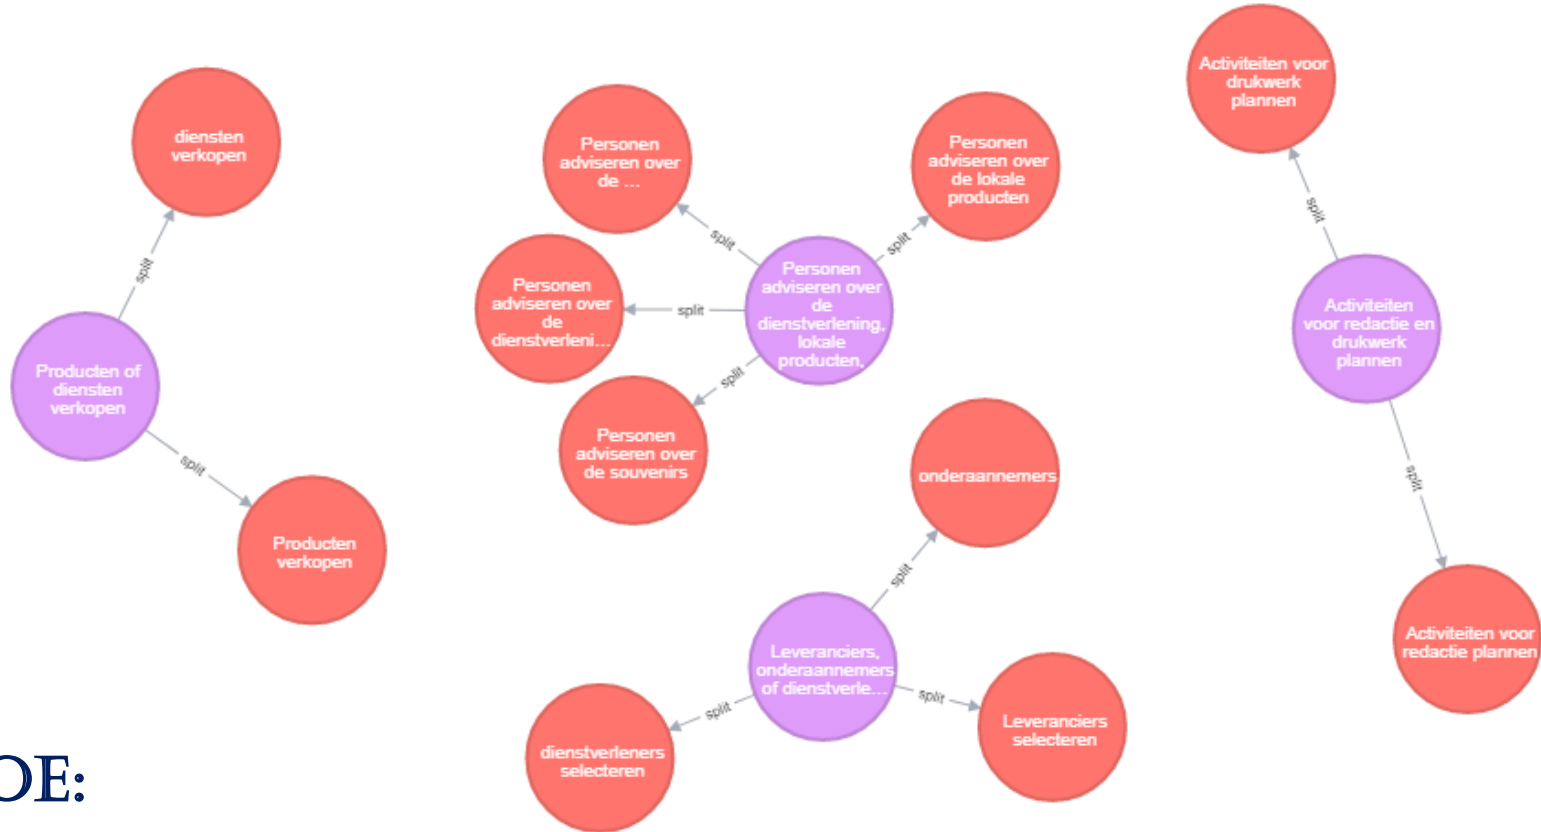 diensten
verkopen
split
Producten of
diensten
verkopen
split
Producten
verkopen
Personen
adviseren over
de ...
split
Personen
adviseren over
de lokale
producten
split
Personen
adviseren over
de
dienstverleni...
split
Personen
adviseren over
de
dienstverlening,
lokale
producten,
split
Personen
adviseren over
de souvenirs
onderaannemers
split
Leveranciers,
onderaannemers
of dienstverle...
split
dienstverleners
selecteren
split
Leveranciers
selecteren
Activiteiten voor
drukwerk
plannen
split
Activiteiten
voor redactie en
drukwerk
plannen
split
Activiteiten voor
redactie plannen
OE: